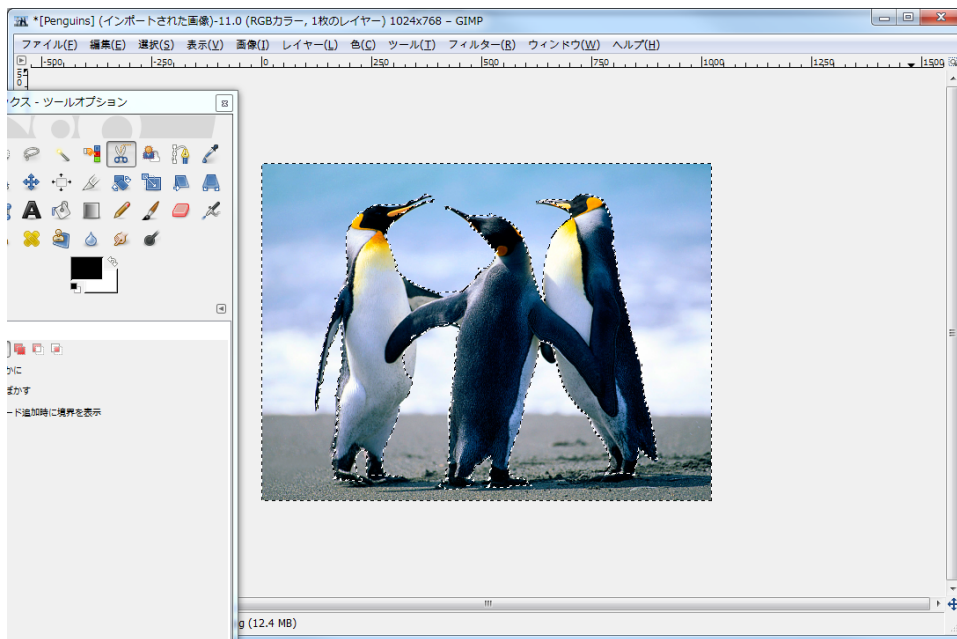 *[Penguins] (インポートされた画像)-11.0 (RGBカラー, 1枚のレイヤー) 1024x768 – GIMP
ファイル(F) 編集(E) 選択(S) 表示(V) 画像(I) レイヤー(L) 色(C) ツール(T) フィルター(R) ウィンドウ(W) ヘルプ(H)
-500 -250 0 250 500 750 1000 1250 1500
クス - ツールオプション
かに
ぼかす
ード追加時に境界を表示
g (12.4 MB)